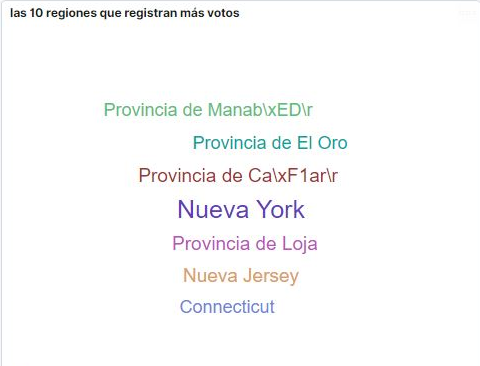 las 10 regiones que registran más votos
Provincia de Manab\xED\r
Provincia de El Oro
Provincia de Ca\xF1ar\r
Nueva York
Provincia de Loja
Nueva Jersey
Connecticut